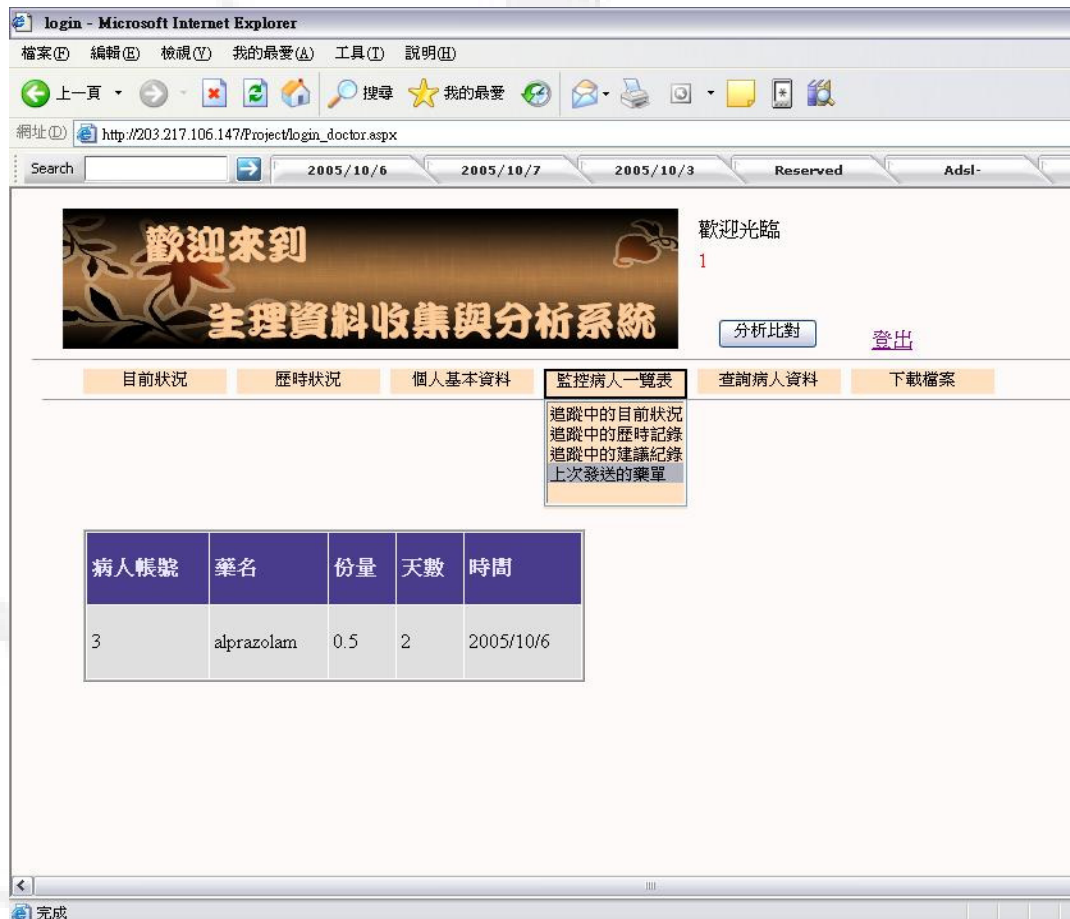 login - Microsoft Internet Explorer
檔案(F) 編輯(E) 檢視(V) 我的最愛(A) 工具(T) 說明(H)
上一頁 搜尋 我的最愛
網址(D) http://203.217.106.147/Project/login_doctor.aspx
Search 2005/10/6 2005/10/7 2005/10/3 Reserved Adsl-
歡迎來到
生理資料收集與分析系統
歡迎光臨
1
分析比對 登出
目前狀況 歷時狀況 個人基本資料 監控病人一覽表 查詢病人資料 下載檔案
追蹤中的目前狀況
追蹤中的歷時記錄
追蹤中的建議紀錄
上次發送的藥單
病人帳號 藥名 份量 天數 時間
3 alprazolam 0.5 2 2005/10/6
完成